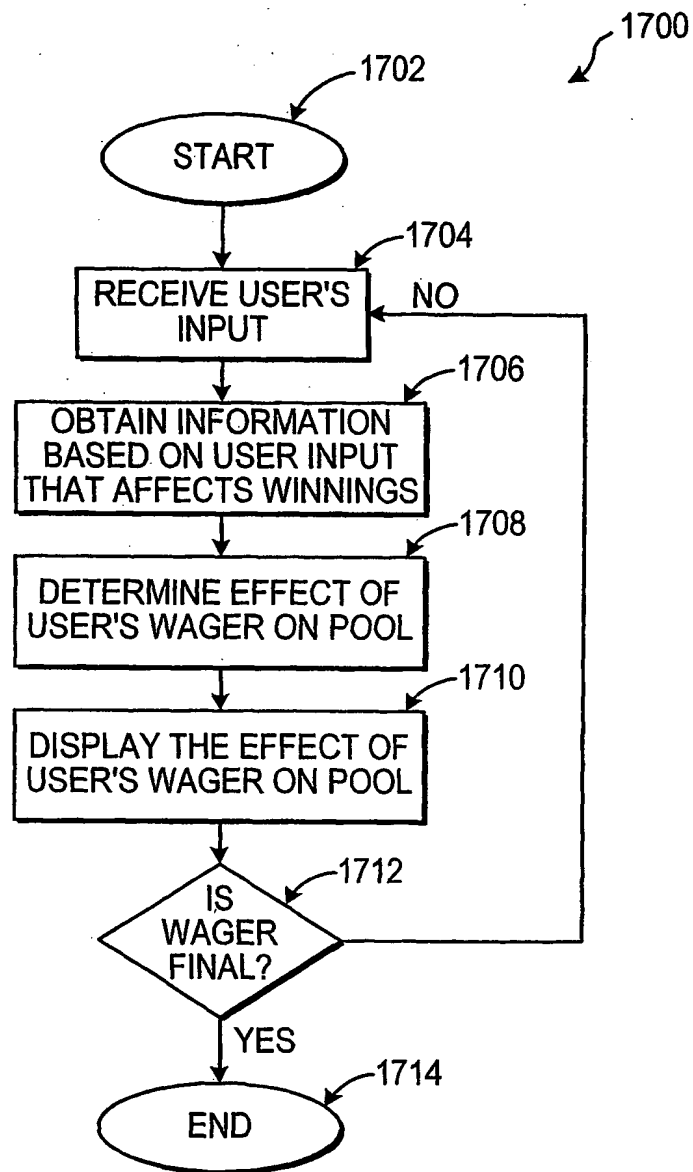 1700
1702
START
1704
RECEIVE USER'S
INPUT
NO
1706
OBTAIN INFORMATION
BASED ON USER INPUT
THAT AFFECTS WINNINGS
1708
DETERMINE EFFECT OF
USER'S WAGER ON POOL
1710
DISPLAY THE EFFECT OF
USER'S WAGER ON POOL
1712
IS
WAGER
FINAL?
YES
1714
END